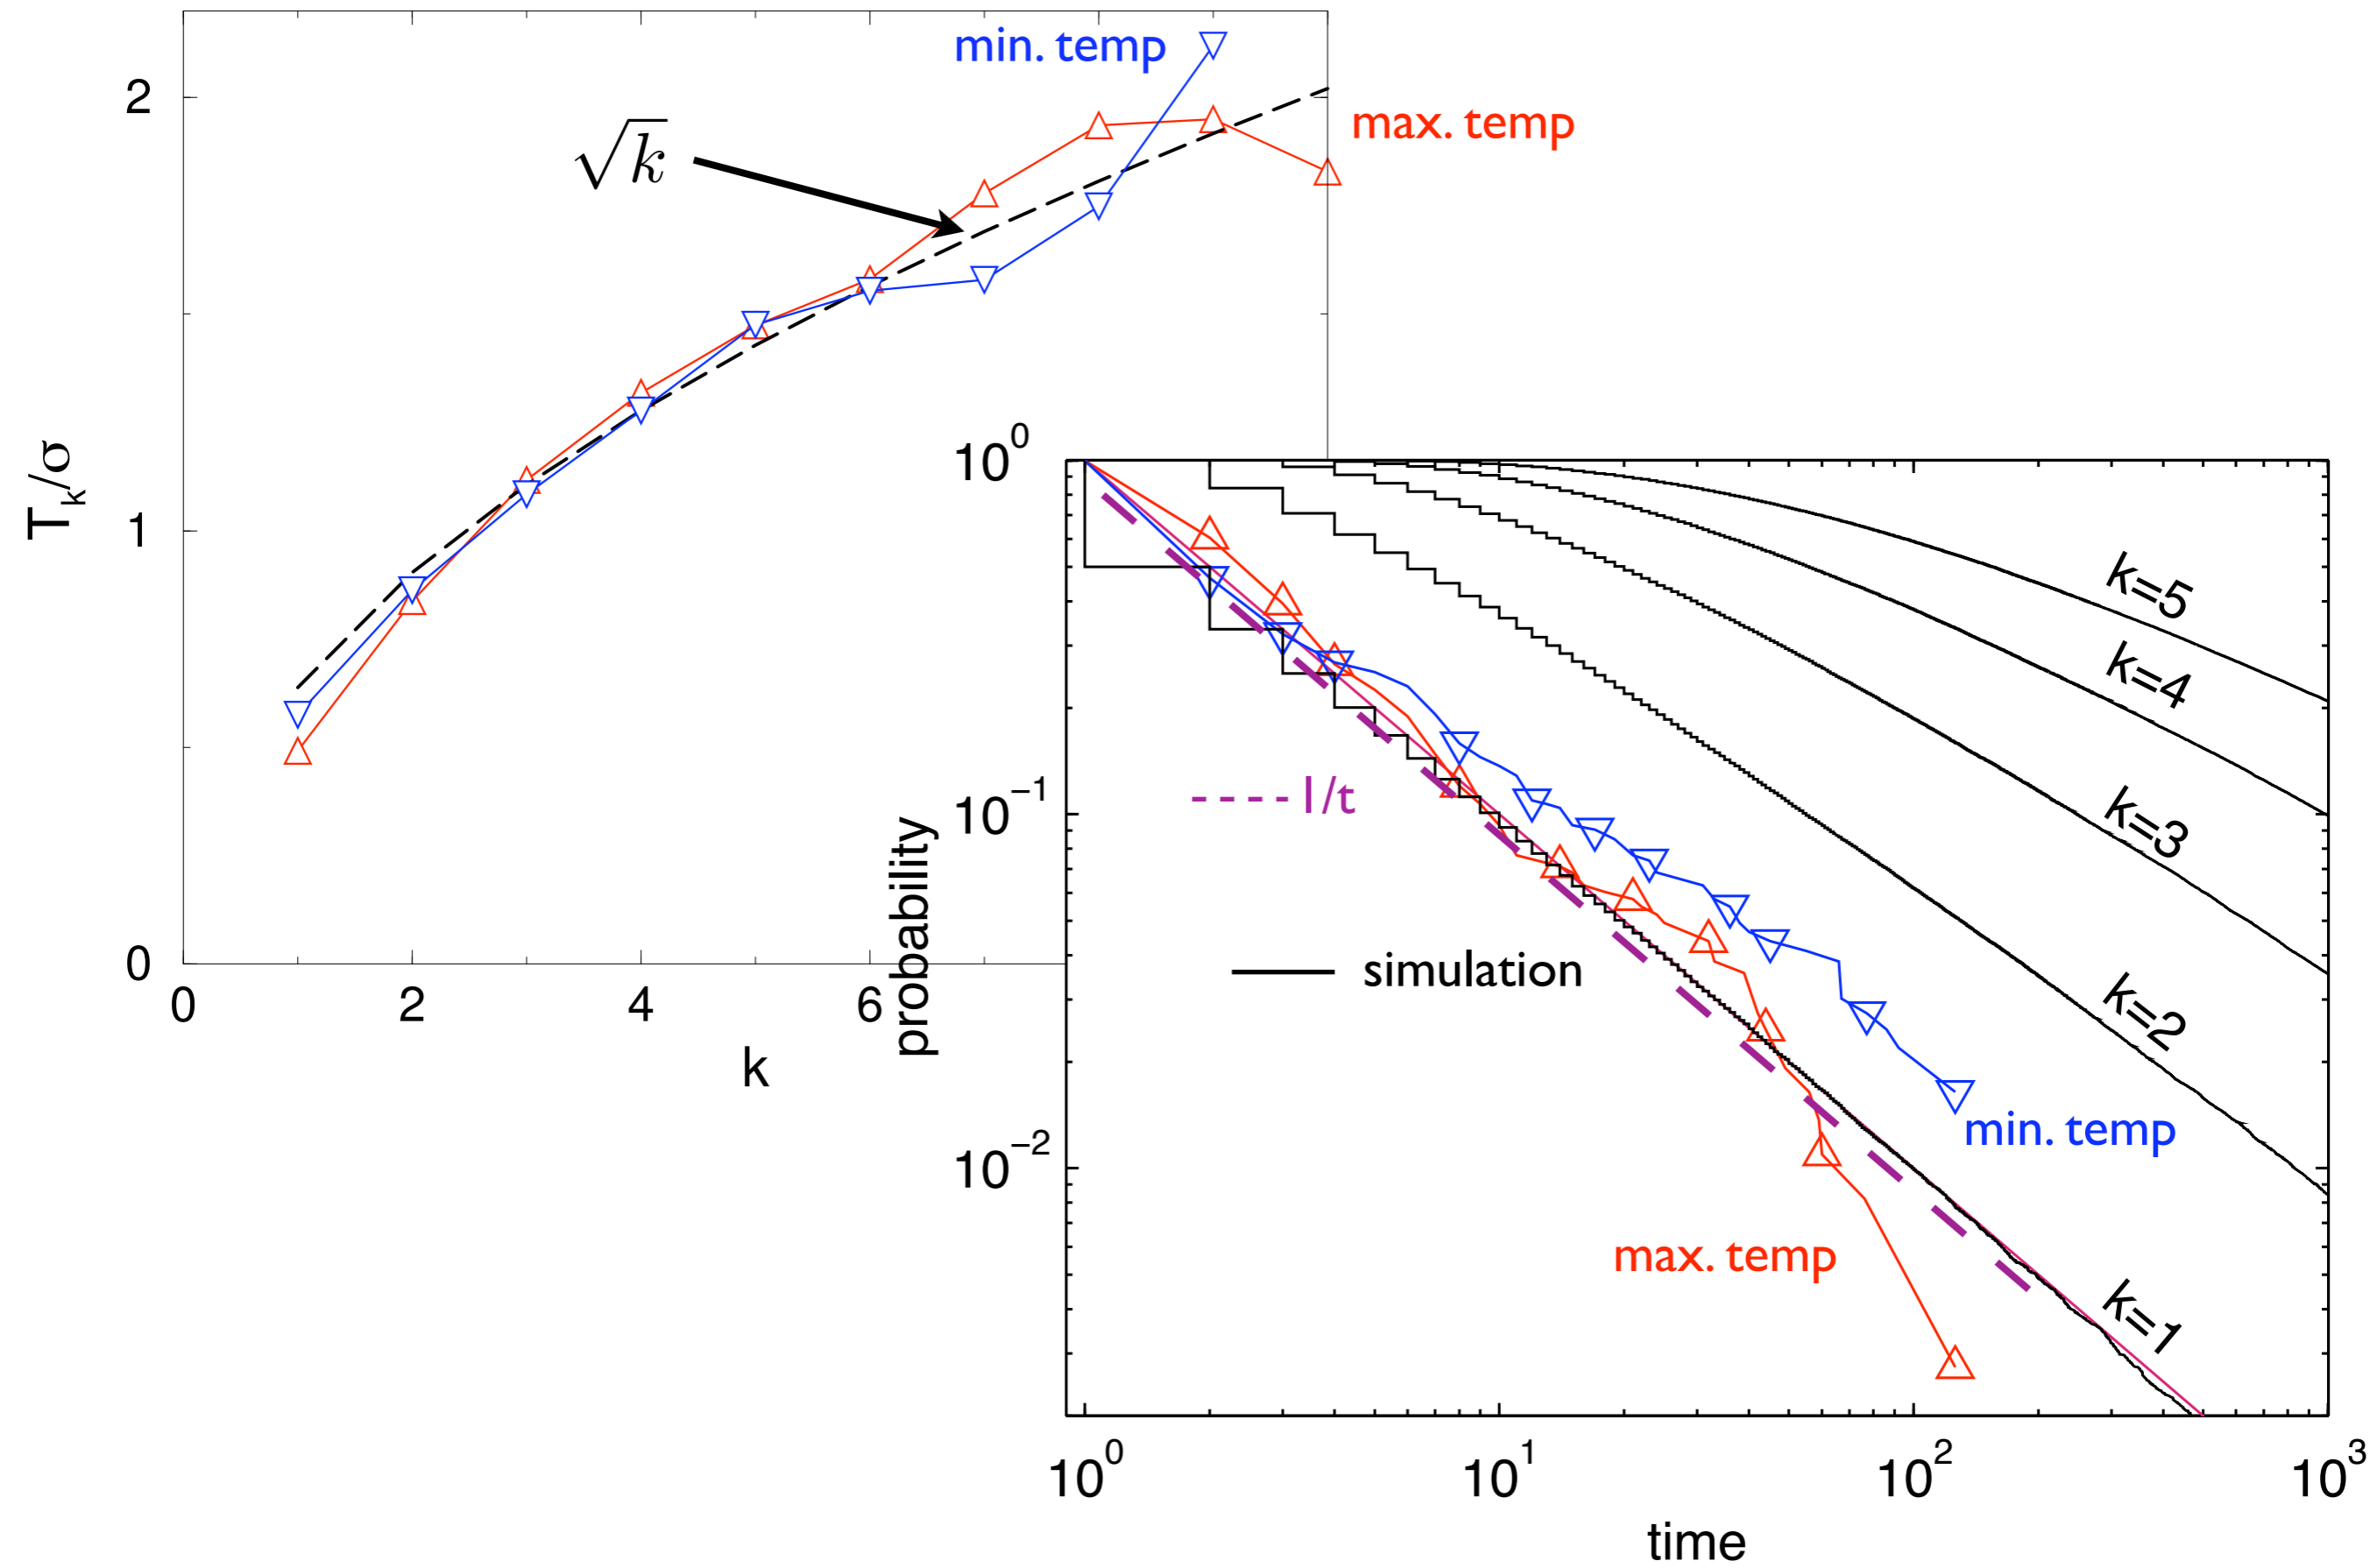 min. temp
2
max. temp
√k
T_k/σ
1
0
0
2
4
6
k
10^0
10^−1
10^−2
probability
1/t
simulation
k=5
k=4
k=3
k=2
k=1
min. temp
max. temp
10^0
10^1
10^2
10^3
time